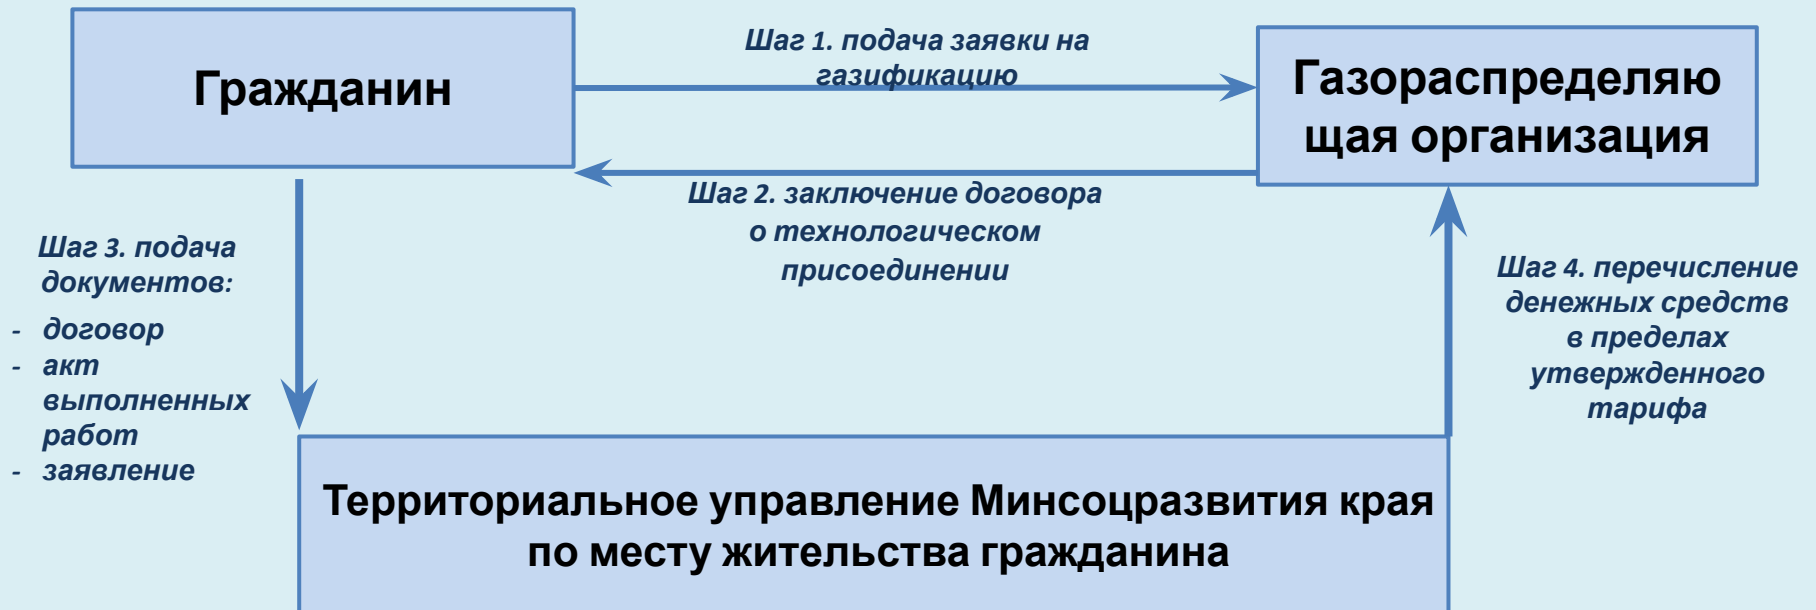 Гражданин
Шаг 1. подача заявки на
газификацию
Газораспределяю
щая организация
Шаг 2. заключение договора
о технологическом
присоединении
Шаг 3. подача
документов:
- договор
- акт
выполненных
работ
- заявление
Шаг 4. перечисление
денежных средств
в пределах
утвержденного
тарифа
Территориальное управление Минсоцразвития края
по месту жительства гражданина